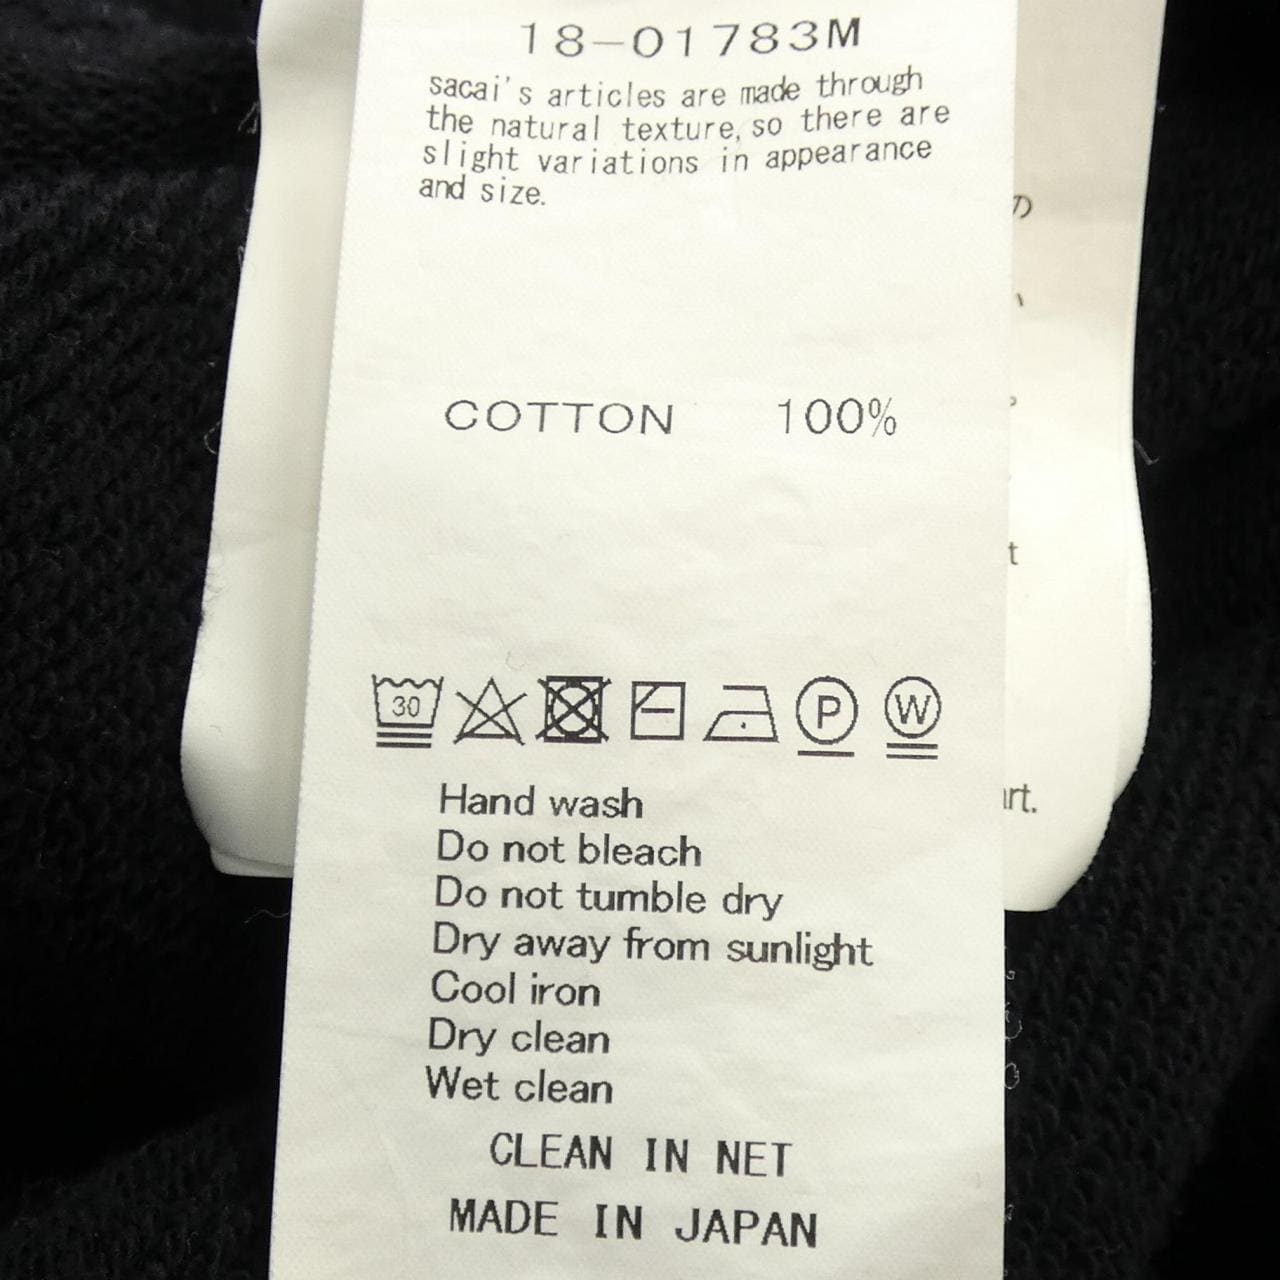 18-01783M
sacai's articles are made through
the natural texture, so there are
slight variations in appearance
and size.
COTTON 100%
30
P
W
Hand wash
Do not bleach
Do not tumble dry
Dry away from sunlight
Cool iron
Dry clean
Wet clean
CLEAN IN NET
MADE IN JAPAN
の
t
rt.